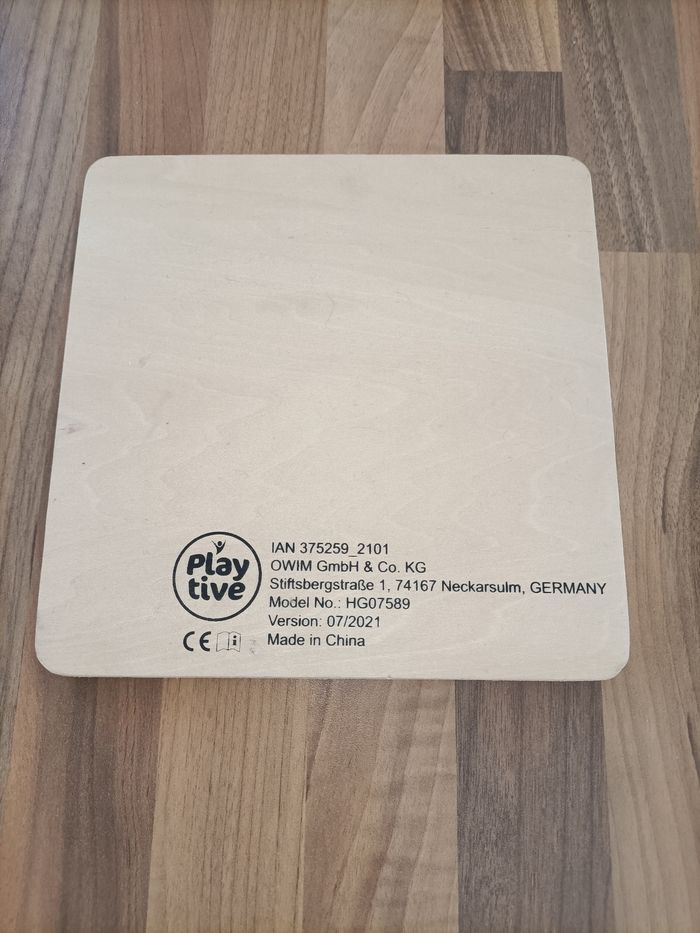 Play
tive
IAN 375259_2101
OWIM GmbH & Co. KG
Stiftsbergstraße 1, 74167 Neckarsulm, GERMANY
Model No.: HG07589
Version: 07/2021
CE i Made in China